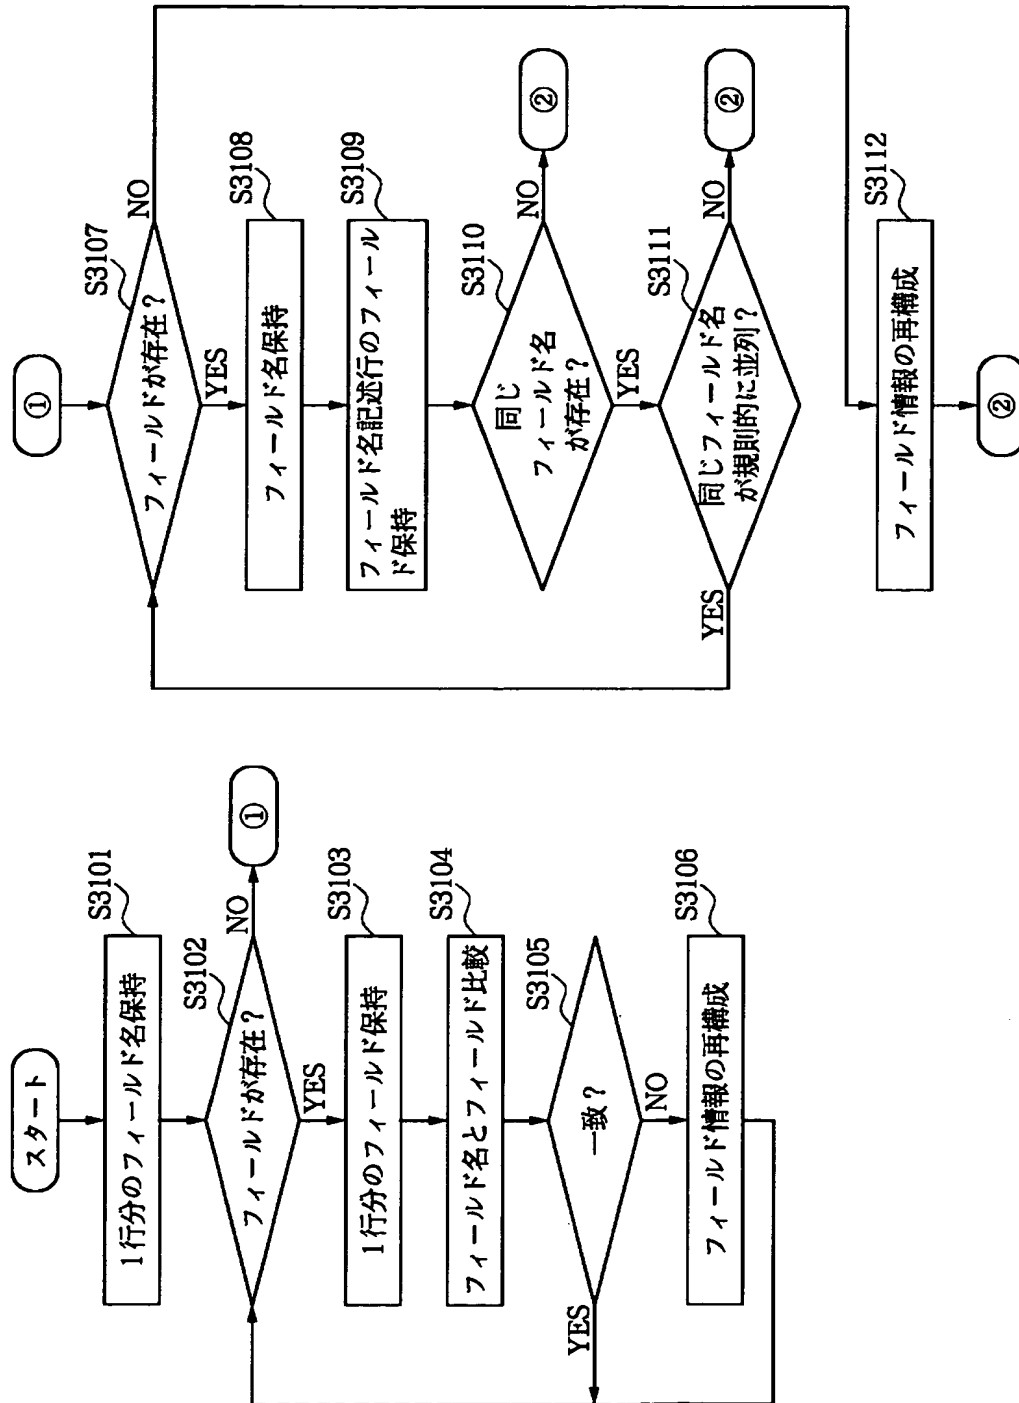 スタート
S3101
1行分のフィールド名保持
S3102
フィールドが存在？
NO
①
YES
S3103
1行分のフィールド保持
S3104
フィールド名とフィールド比較
S3105
一致？
YES
NO
S3106
フィールド情報の再構成
①
S3107
フィールドが存在？
NO
YES
S3108
フィールド名保持
S3109
フィールド名記述行のフィール
ド保持
S3110
同じ
フィールド名
が存在？
NO
②
YES
S3111
同じフィールド名
が規則的に並列？
NO
②
YES
S3112
フィールド情報の再構成
②